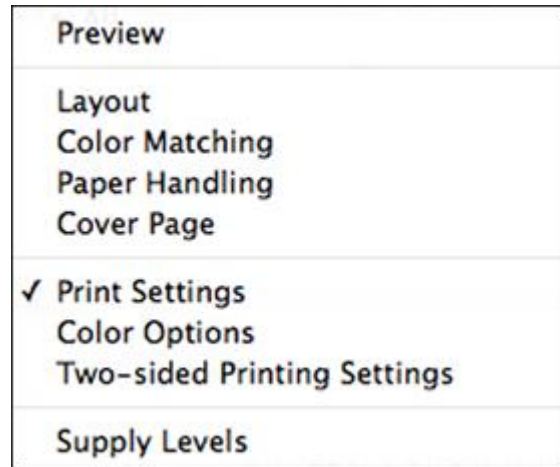 Preview
Layout
Color Matching
Paper Handling
Cover Page
✓ Print Settings
Color Options
Two-sided Printing Settings
Supply Levels